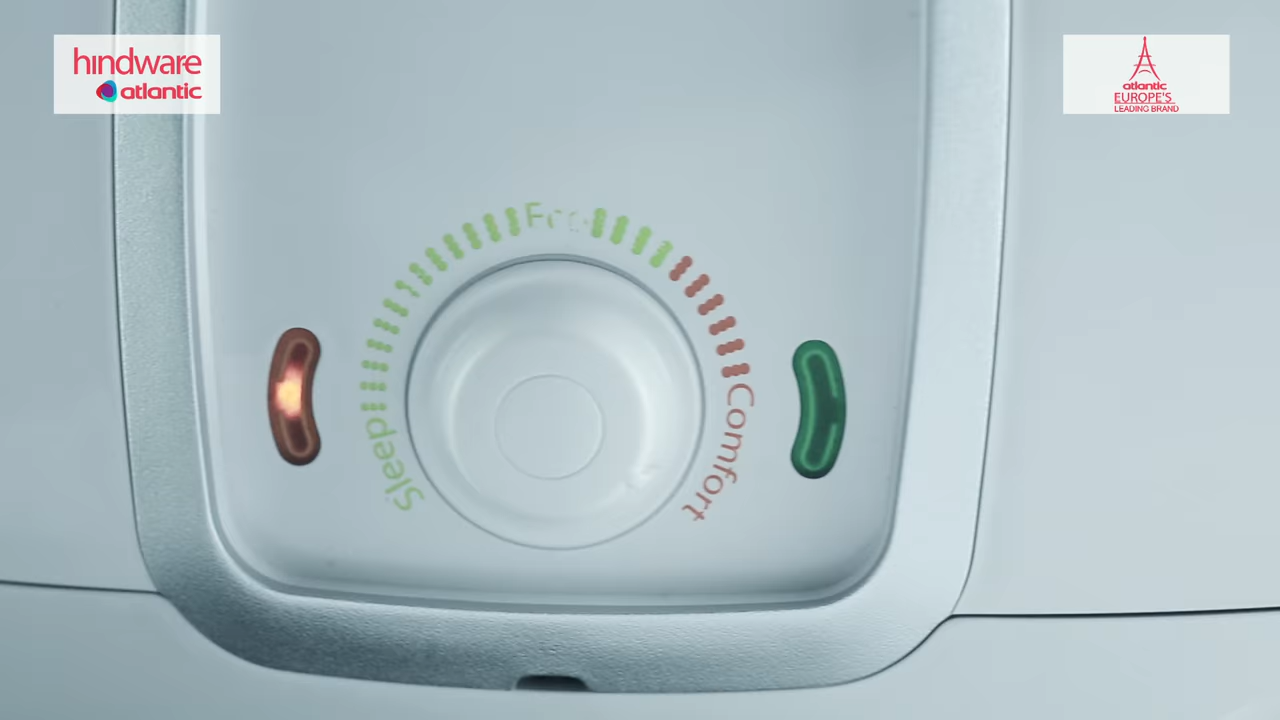 hindware
atlantic
atlantic
EUROPE'S
LEADING BRAND
Sleep
Comfort